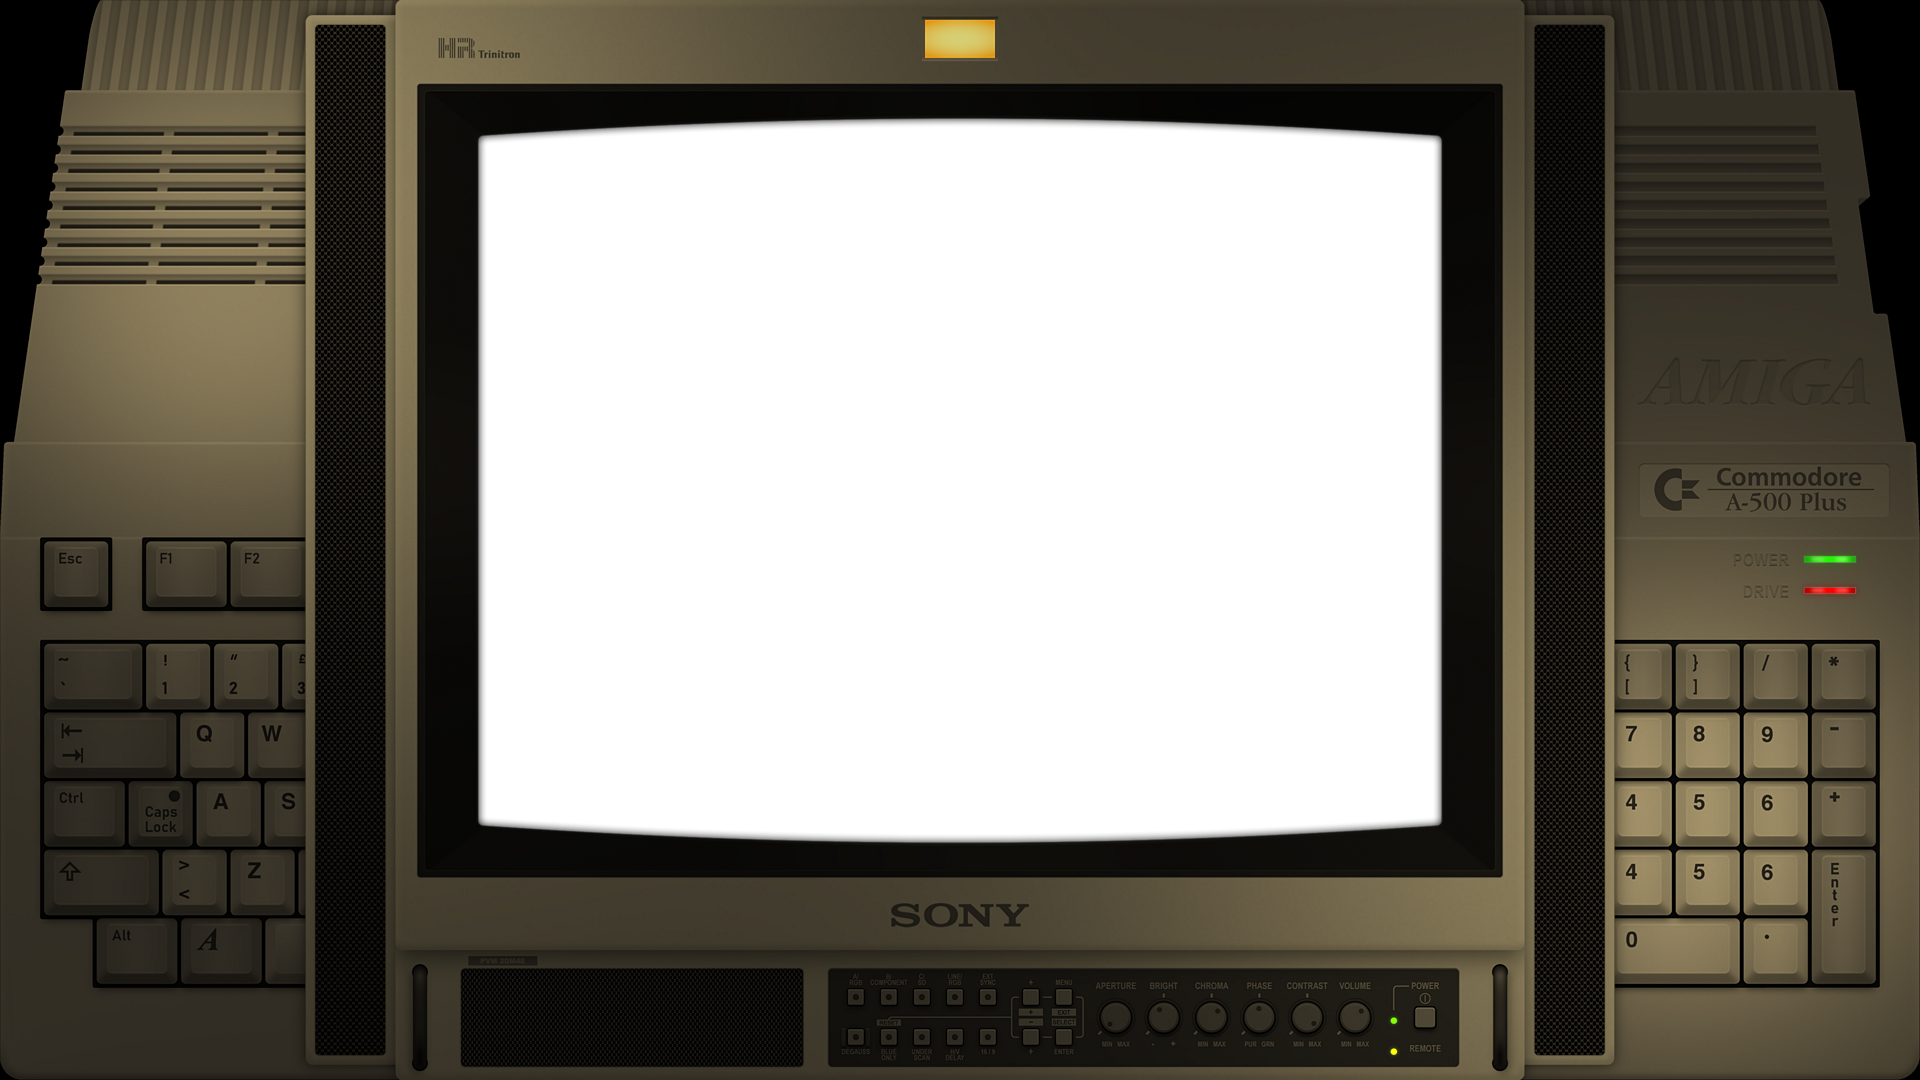 HR Trinitron
AMIGA
Commodore
A-500 Plus
POWER
DRIVE
Esc
F1
F2
~
`
!
1
"
2
£
3
Q
W
Ctrl
Caps
Lock
A
S
>
<
Z
Alt
A
{
[
}
]
/
*
7
8
9
-
4
5
6
+
4
5
6
Enter
0
.
SONY
A/
RGB
B/
COMPONENT
C/
SD
LINE/
RGB
EXT
SYNC
MENU
APERTURE
BRIGHT
CHROMA
PHASE
CONTRAST
VOLUME
POWER
RESET
EXIT
SELECT
DEGAUSS
BLUE
ONLY
UNDER
SCAN
H/V
DELAY
16/9
ENTER
MIN MAX
- +
MIN MAX
PUR GRN
MIN MAX
MIN MAX
REMOTE